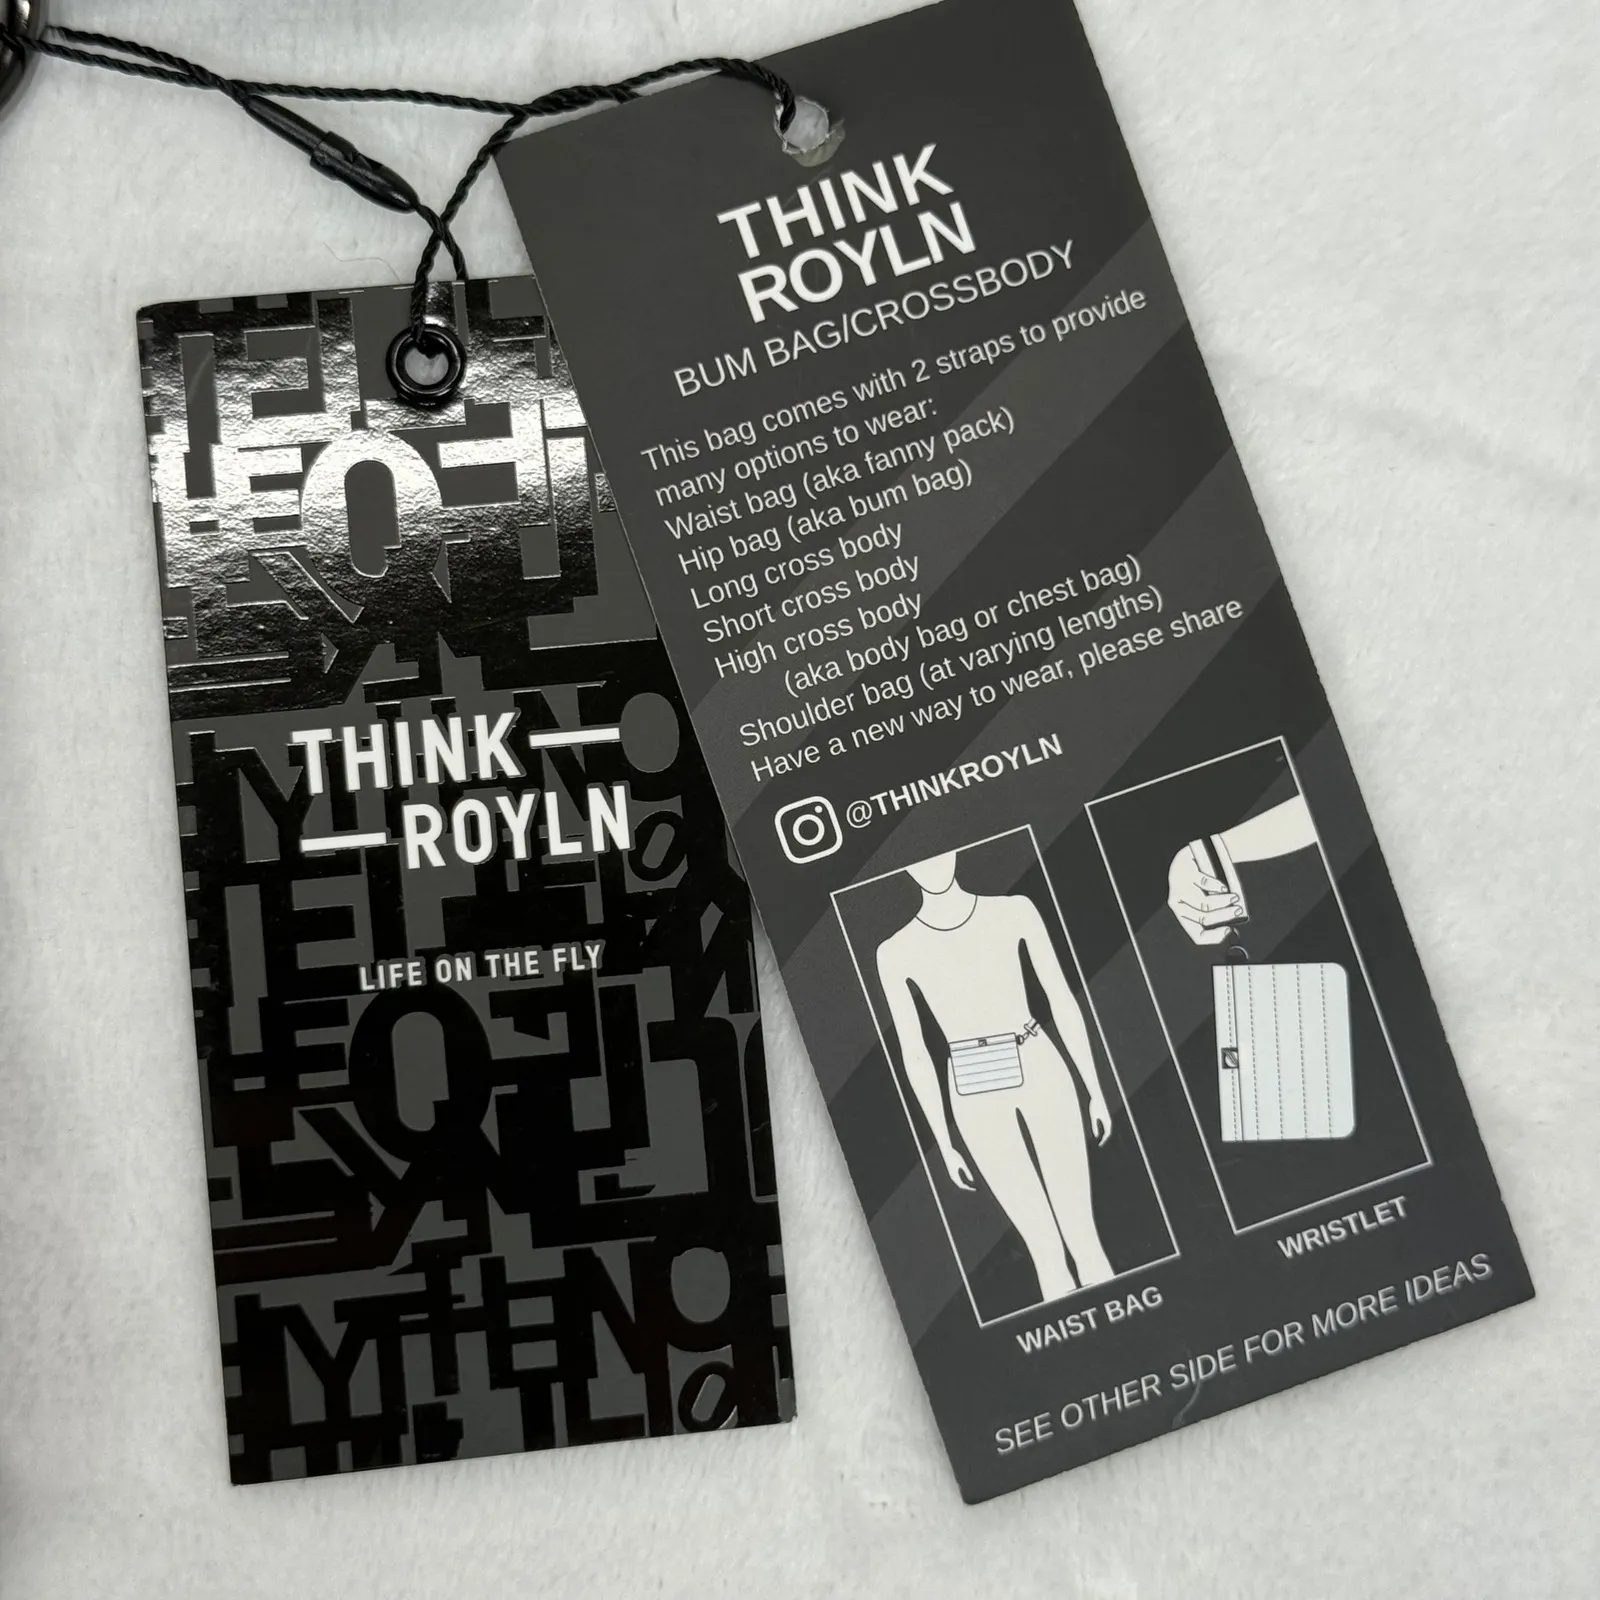 THINK
ROYLN
LIFE ON THE FLY
THINK
ROYLN
BUM BAG/CROSSBODY
This bag comes with 2 straps to provide
many options to wear:
Waist bag (aka fanny pack)
Hip bag (aka bum bag)
Long cross body
Short cross body
High cross body
(aka body bag or chest bag)
Shoulder bag (at varying lengths)
Have a new way to wear, please share
@THINKROYLN
WAIST BAG
WRISTLET
SEE OTHER SIDE FOR MORE IDEAS